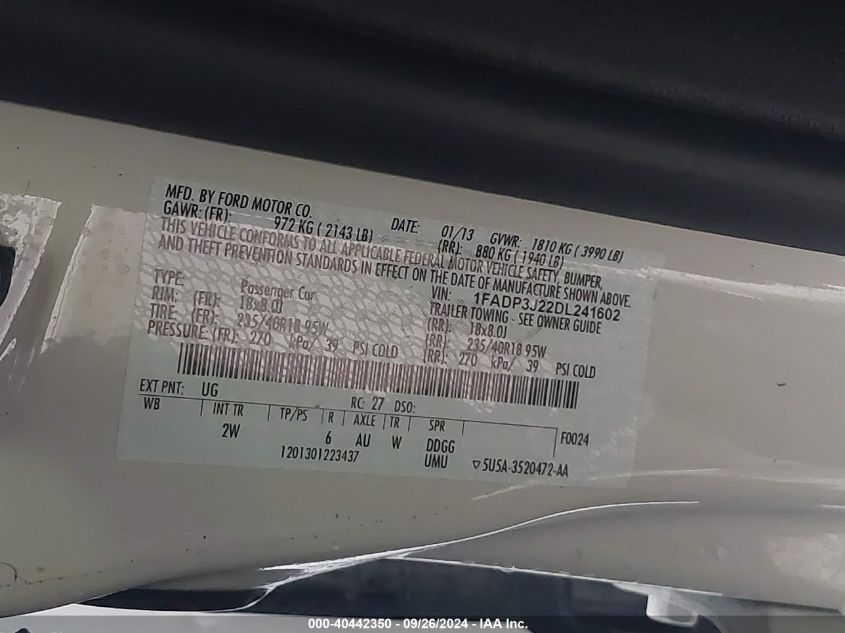 MFD. BY FORD MOTOR CO.
DATE: 01/13 GVWR: 1810 KG ( 3990 LB)
GAWR: (FR): 972 KG ( 2143 LB) (RR): 880 KG ( 1940 LB)
THIS VEHICLE CONFORMS TO ALL APPLICABLE FEDERAL MOTOR VEHICLE SAFETY, BUMPER,
AND THEFT PREVENTION STANDARDS IN EFFECT ON THE DATE OF MANUFACTURE SHOWN ABOVE.
VIN: 1FADP3J22DL241602
TYPE: Passenger Car TRAILER TOWING - SEE OWNER GUIDE
RIM: (FR): 18x8.0J (RR): 18x8.0J
TIRE: (FR): 235/40R18 95W (RR): 235/40R18 95W
PRESSURE: (FR): 270 kPa/ 39 PSI COLD (RR): 270 kPa/ 39 PSI COLD
EXT PNT: UG RC: 27 DSO:
WB INT TR TP/PS R AXLE TR SPR F0024
2W 6 AU W DDGG
1201301223437 UMU ▽5U5A-3520472-AA
000-40442350 - 09/26/2024 - IAA Inc.